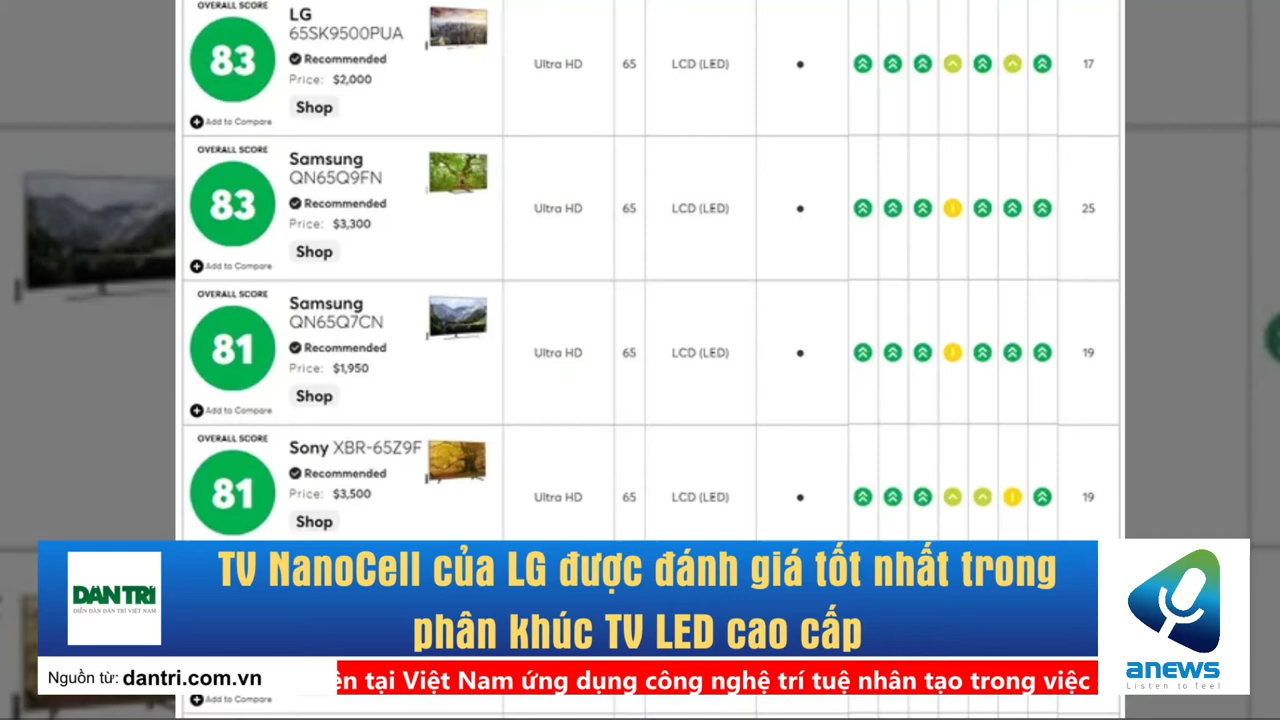 OVERALL SCORE
83
LG
65SK9500PUA
Recommended
Price: $2,000
Shop
Add to Compare
Ultra HD
65
LCD (LED)
17
OVERALL SCORE
83
Samsung
QN65Q9FN
Recommended
Price: $3,300
Shop
Add to Compare
Ultra HD
65
LCD (LED)
25
OVERALL SCORE
81
Samsung
QN65Q7CN
Recommended
Price: $1,950
Shop
Add to Compare
Ultra HD
65
LCD (LED)
19
OVERALL SCORE
81
Sony XBR-65Z9F
Recommended
Price: $3,500
Shop
Ultra HD
65
LCD (LED)
19
DÂN TRÍ
DIỄN ĐÀN DÂN TRÍ VIỆT NAM
TV NanoCell của LG được đánh giá tốt nhất trong
phân khúc TV LED cao cấp
Nguồn từ: dantri.com.vn
tại Việt Nam ứng dụng công nghệ trí tuệ nhân tạo trong việc
anews
Listen to feel
Add to Compare